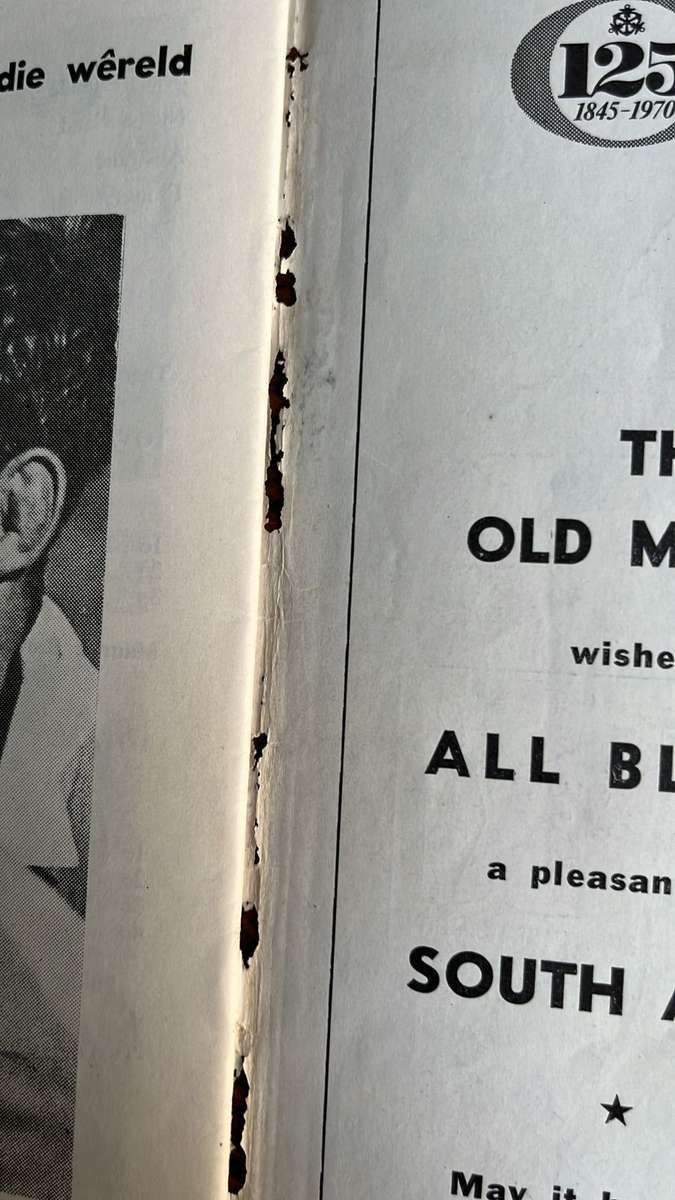 die wêreld
125
1845-1970
TH
OLD M
wishe
ALL BL
a pleasan
SOUTH A
May it b